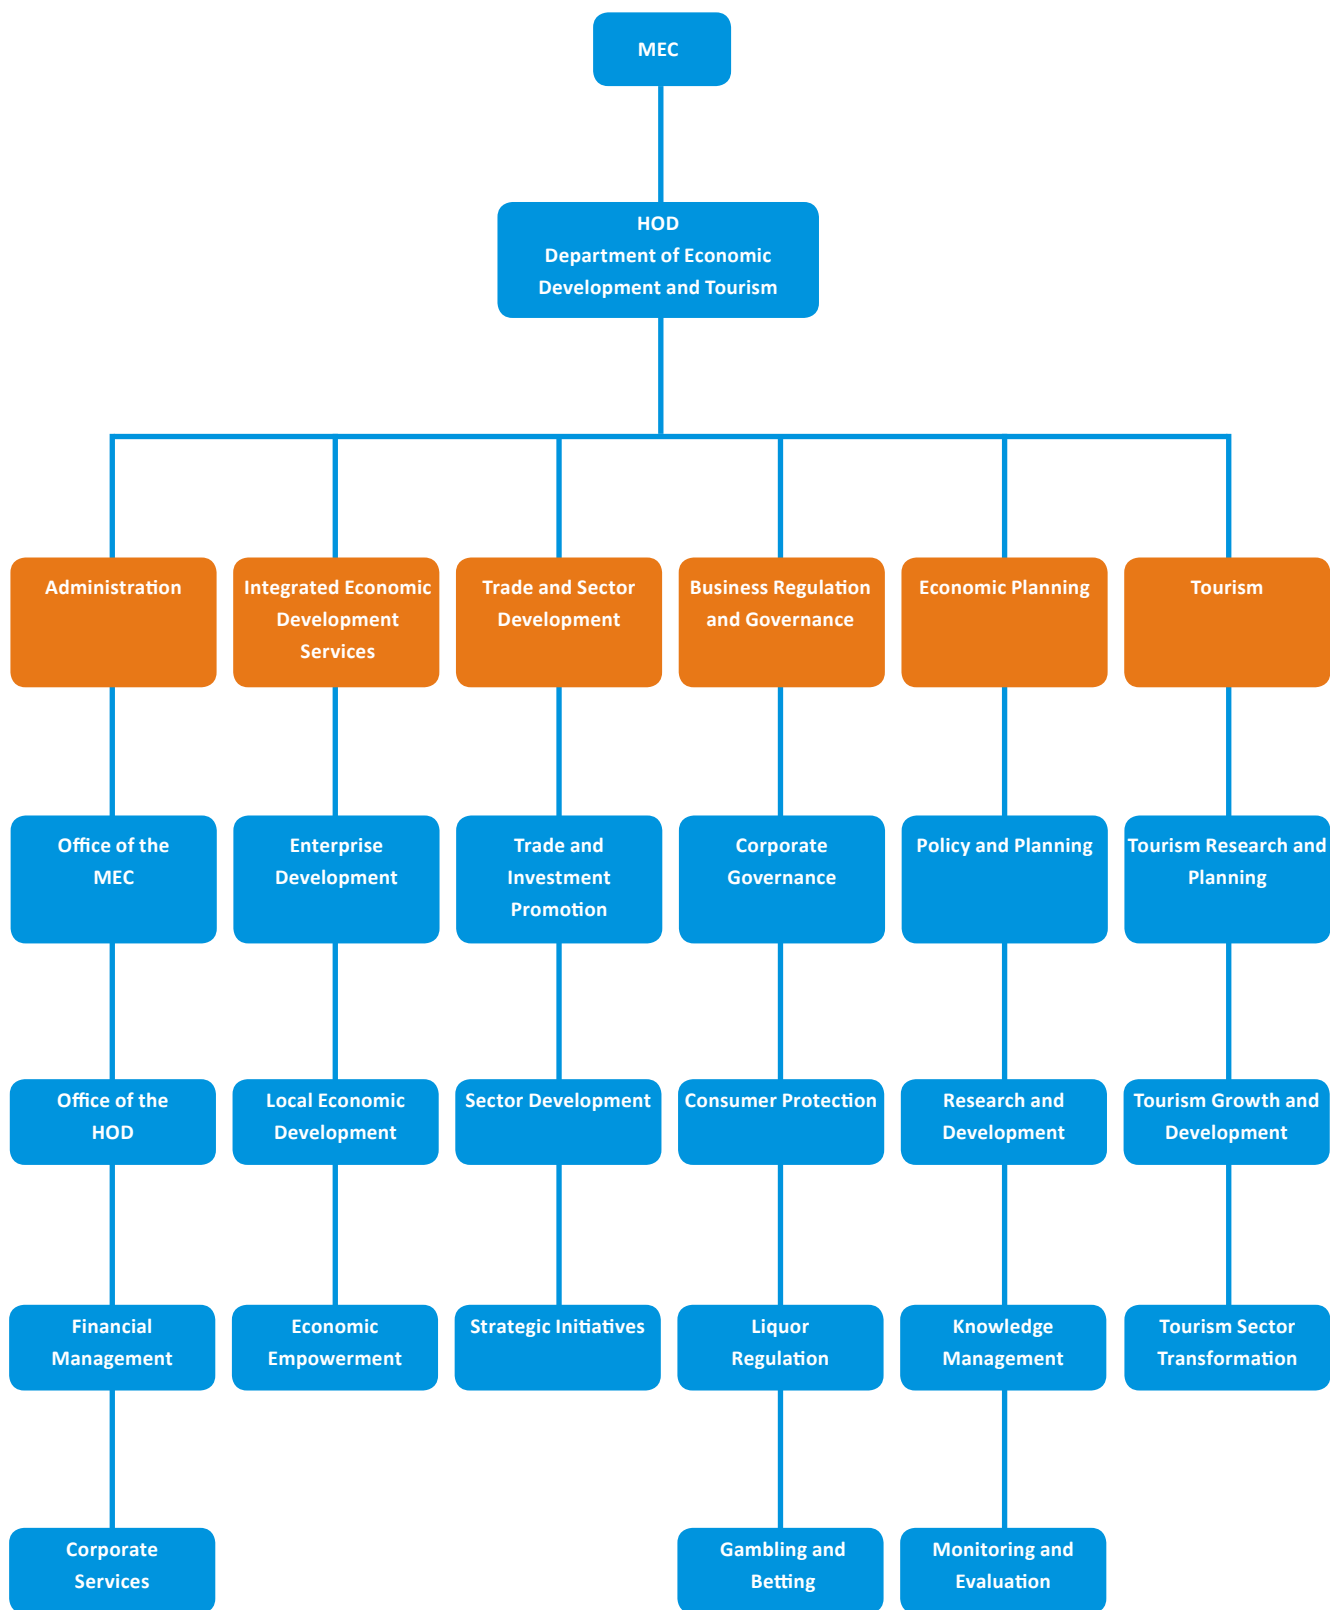 MEC
HOD
Department of Economic
Development and Tourism
Administration
Integrated Economic
Development
Services
Trade and Sector
Development
Business Regulation
and Governance
Economic Planning
Tourism
Office of the
MEC
Enterprise
Development
Trade and
Investment
Promotion
Corporate
Governance
Policy and Planning
Tourism Research and
Planning
Office of the
HOD
Local Economic
Development
Sector Development
Consumer Protection
Research and
Development
Tourism Growth and
Development
Financial
Management
Economic
Empowerment
Strategic Initiatives
Liquor
Regulation
Knowledge
Management
Tourism Sector
Transformation
Corporate
Services
Gambling and
Betting
Monitoring and
Evaluation